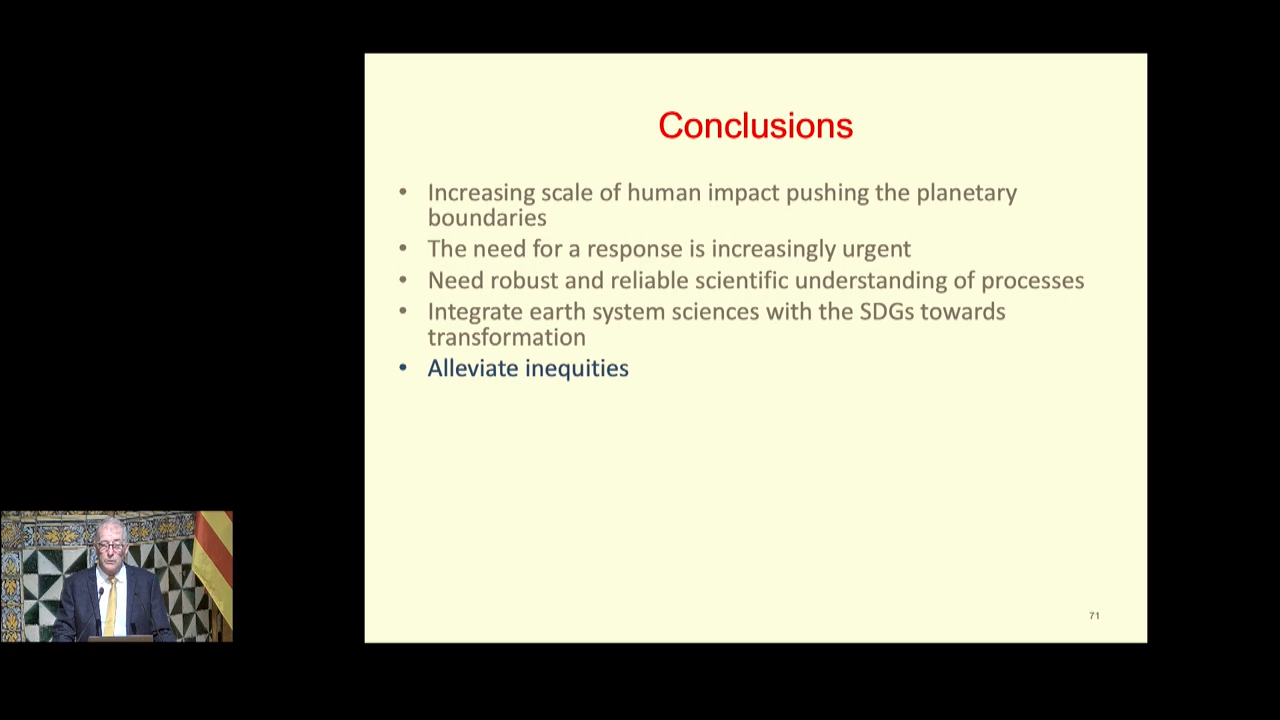 Conclusions
• Increasing scale of human impact pushing the planetary
boundaries
• The need for a response is increasingly urgent
• Need robust and reliable scientific understanding of processes
• Integrate earth system sciences with the SDGs towards
transformation
• Alleviate inequities
71